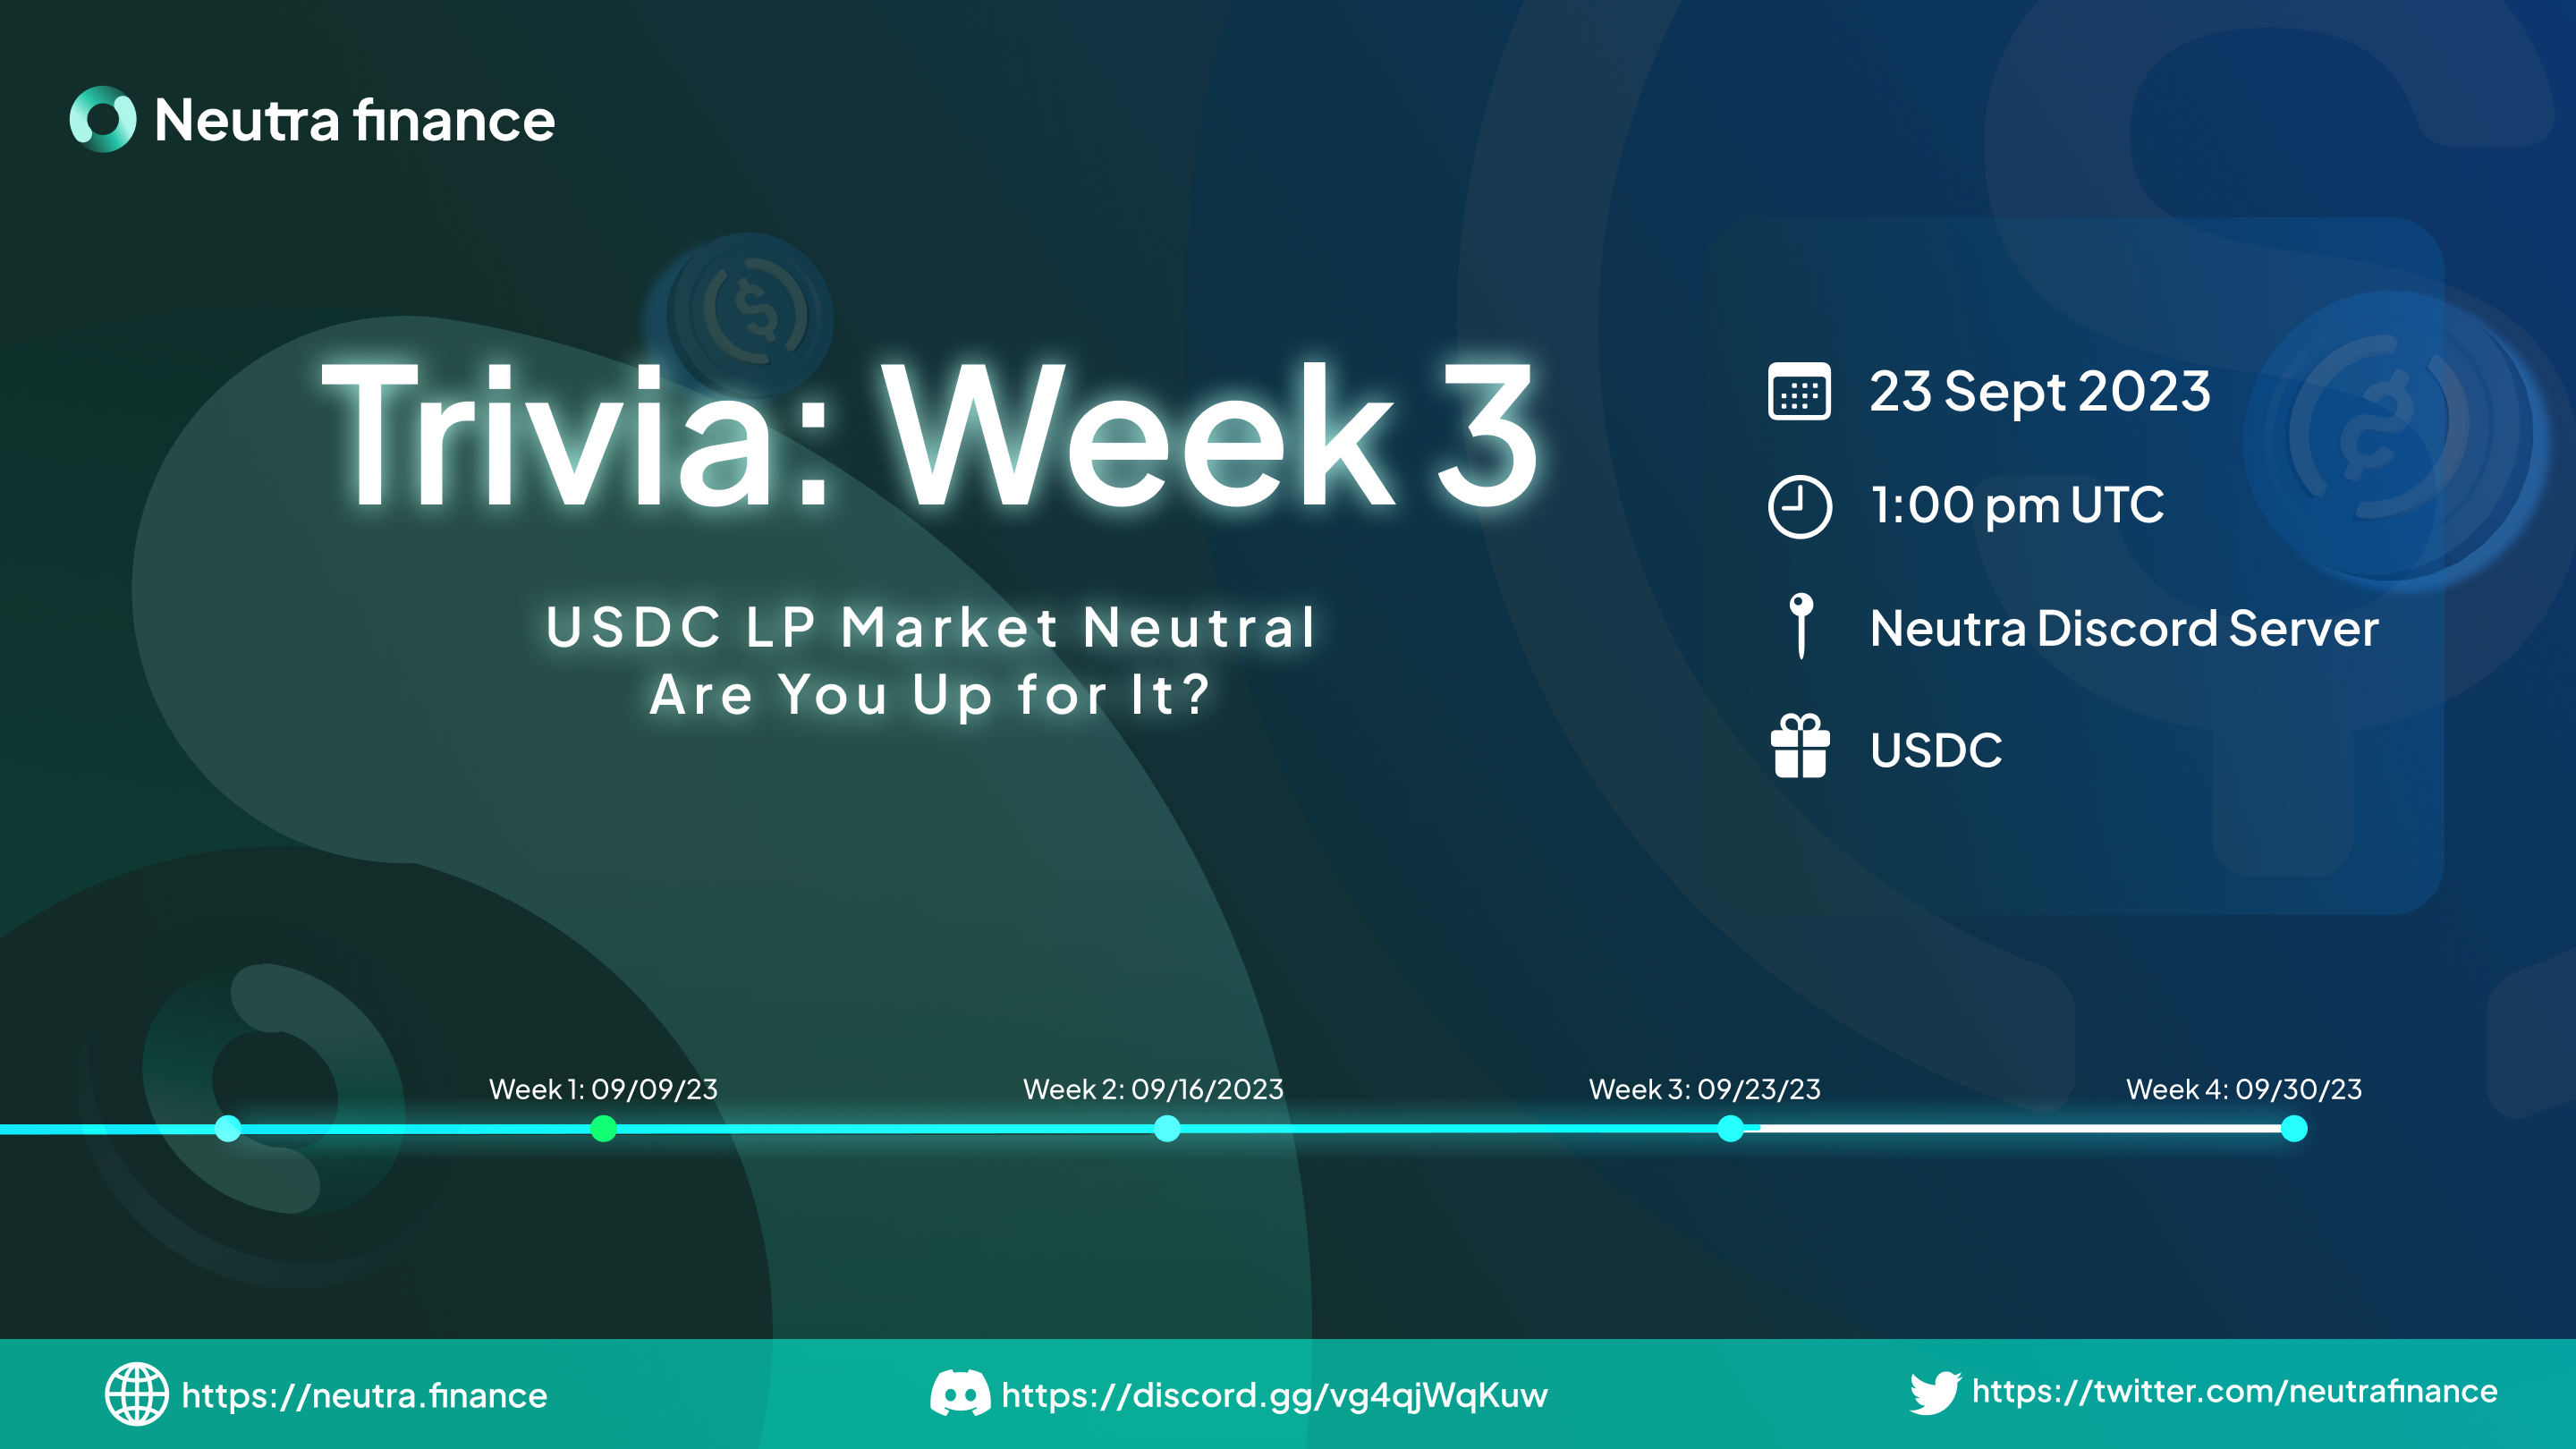 Neutra finance
Trivia: Week 3
USDC LP Market Neutral
Are You Up for It?
23 Sept 2023
1:00 pm UTC
Neutra Discord Server
USDC
Week 1: 09/09/23
Week 2: 09/16/2023
Week 3: 09/23/23
Week 4: 09/30/23
https://neutra.finance
https://discord.gg/vg4qjWqKuw
https://twitter.com/neutrafinance